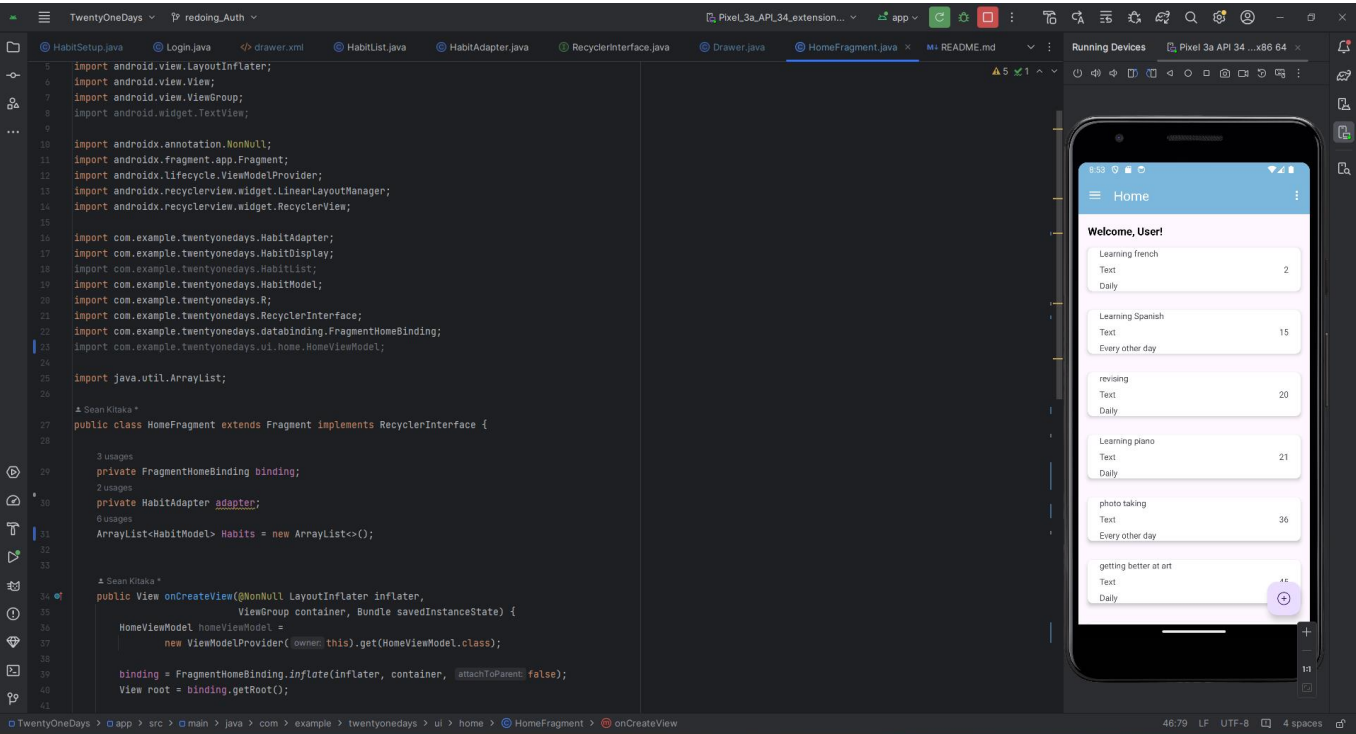 TwentyOneDays redoing_Auth Pixel_3a_API_34_extension... app
HabitSetup.java Login.java drawer.xml HabitList.java HabitAdapter.java RecyclerInterface.java Drawer.java HomeFragment.java README.md
5 import android.view.LayoutInflater;
6 import android.view.View;
7 import android.view.ViewGroup;
8 import android.widget.TextView;
9
10 import androidx.annotation.NonNull;
11 import androidx.fragment.app.Fragment;
12 import androidx.lifecycle.ViewModelProvider;
13 import androidx.recyclerview.widget.LinearLayoutManager;
14 import androidx.recyclerview.widget.RecyclerView;
15
16 import com.example.twentyonedays.HabitAdapter;
17 import com.example.twentyonedays.HabitDisplay;
18 import com.example.twentyonedays.HabitList;
19 import com.example.twentyonedays.HabitModel;
20 import com.example.twentyonedays.R;
21 import com.example.twentyonedays.RecyclerInterface;
22 import com.example.twentyonedays.databinding.FragmentHomeBinding;
23 import com.example.twentyonedays.ui.home.HomeViewModel;
24
25 import java.util.ArrayList;
26
Sean Kitaka *
27 public class HomeFragment extends Fragment implements RecyclerInterface {
28
3 usages
29 private FragmentHomeBinding binding;
2 usages
30 private HabitAdapter adapter;
6 usages
31 ArrayList<HabitModel> Habits = new ArrayList<>();
32
33
Sean Kitaka *
34 public View onCreateView(@NonNull LayoutInflater inflater,
35 ViewGroup container, Bundle savedInstanceState) {
36 HomeViewModel homeViewModel =
37 new ViewModelProvider( owner: this).get(HomeViewModel.class);
38
39 binding = FragmentHomeBinding.inflate(inflater, container, attachToParent: false);
40 View root = binding.getRoot();
41
5 1
Running Devices Pixel 3a API 34 ...x86 64
8:53
Home
Welcome, User!
Learning french
Text 2
Daily
Learning Spanish
Text 15
Every other day
revising
Text 20
Daily
Learning piano
Text 21
Daily
photo taking
Text 36
Every other day
getting better at art
Text 45
Daily
1:1
TwentyOneDays > app > src > main > java > com > example > twentyonedays > ui > home > HomeFragment > onCreateView
46:79 LF UTF-8 4 spaces